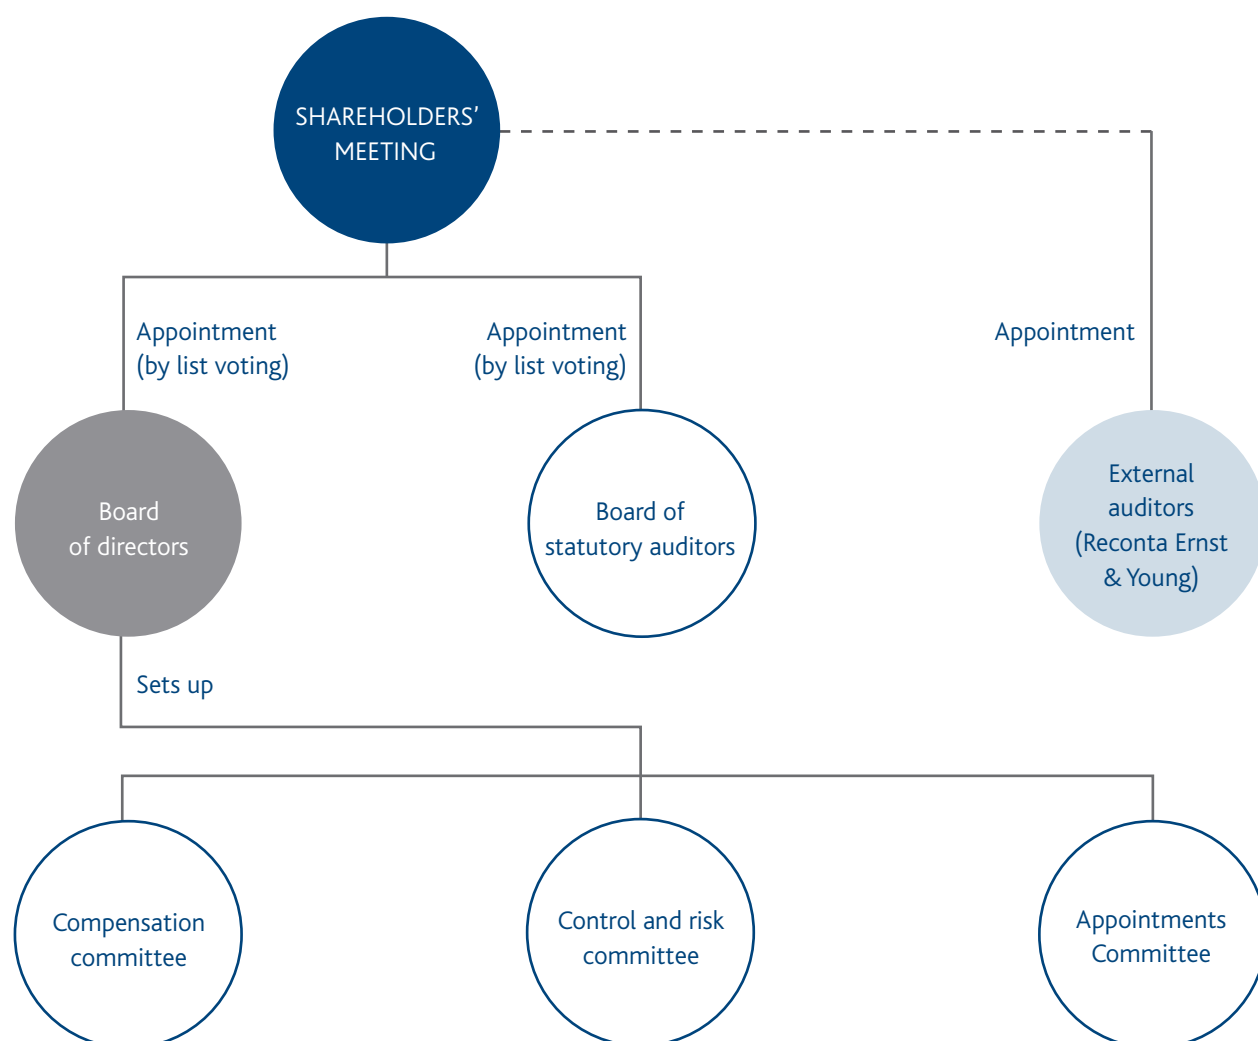 SHAREHOLDERS’
MEETING
Appointment
(by list voting)
Appointment
(by list voting)
Appointment
Board
of directors
Board of
statutory auditors
External
auditors
(Reconta Ernst
& Young)
Sets up
Compensation
committee
Control and risk
committee
Appointments
Committee